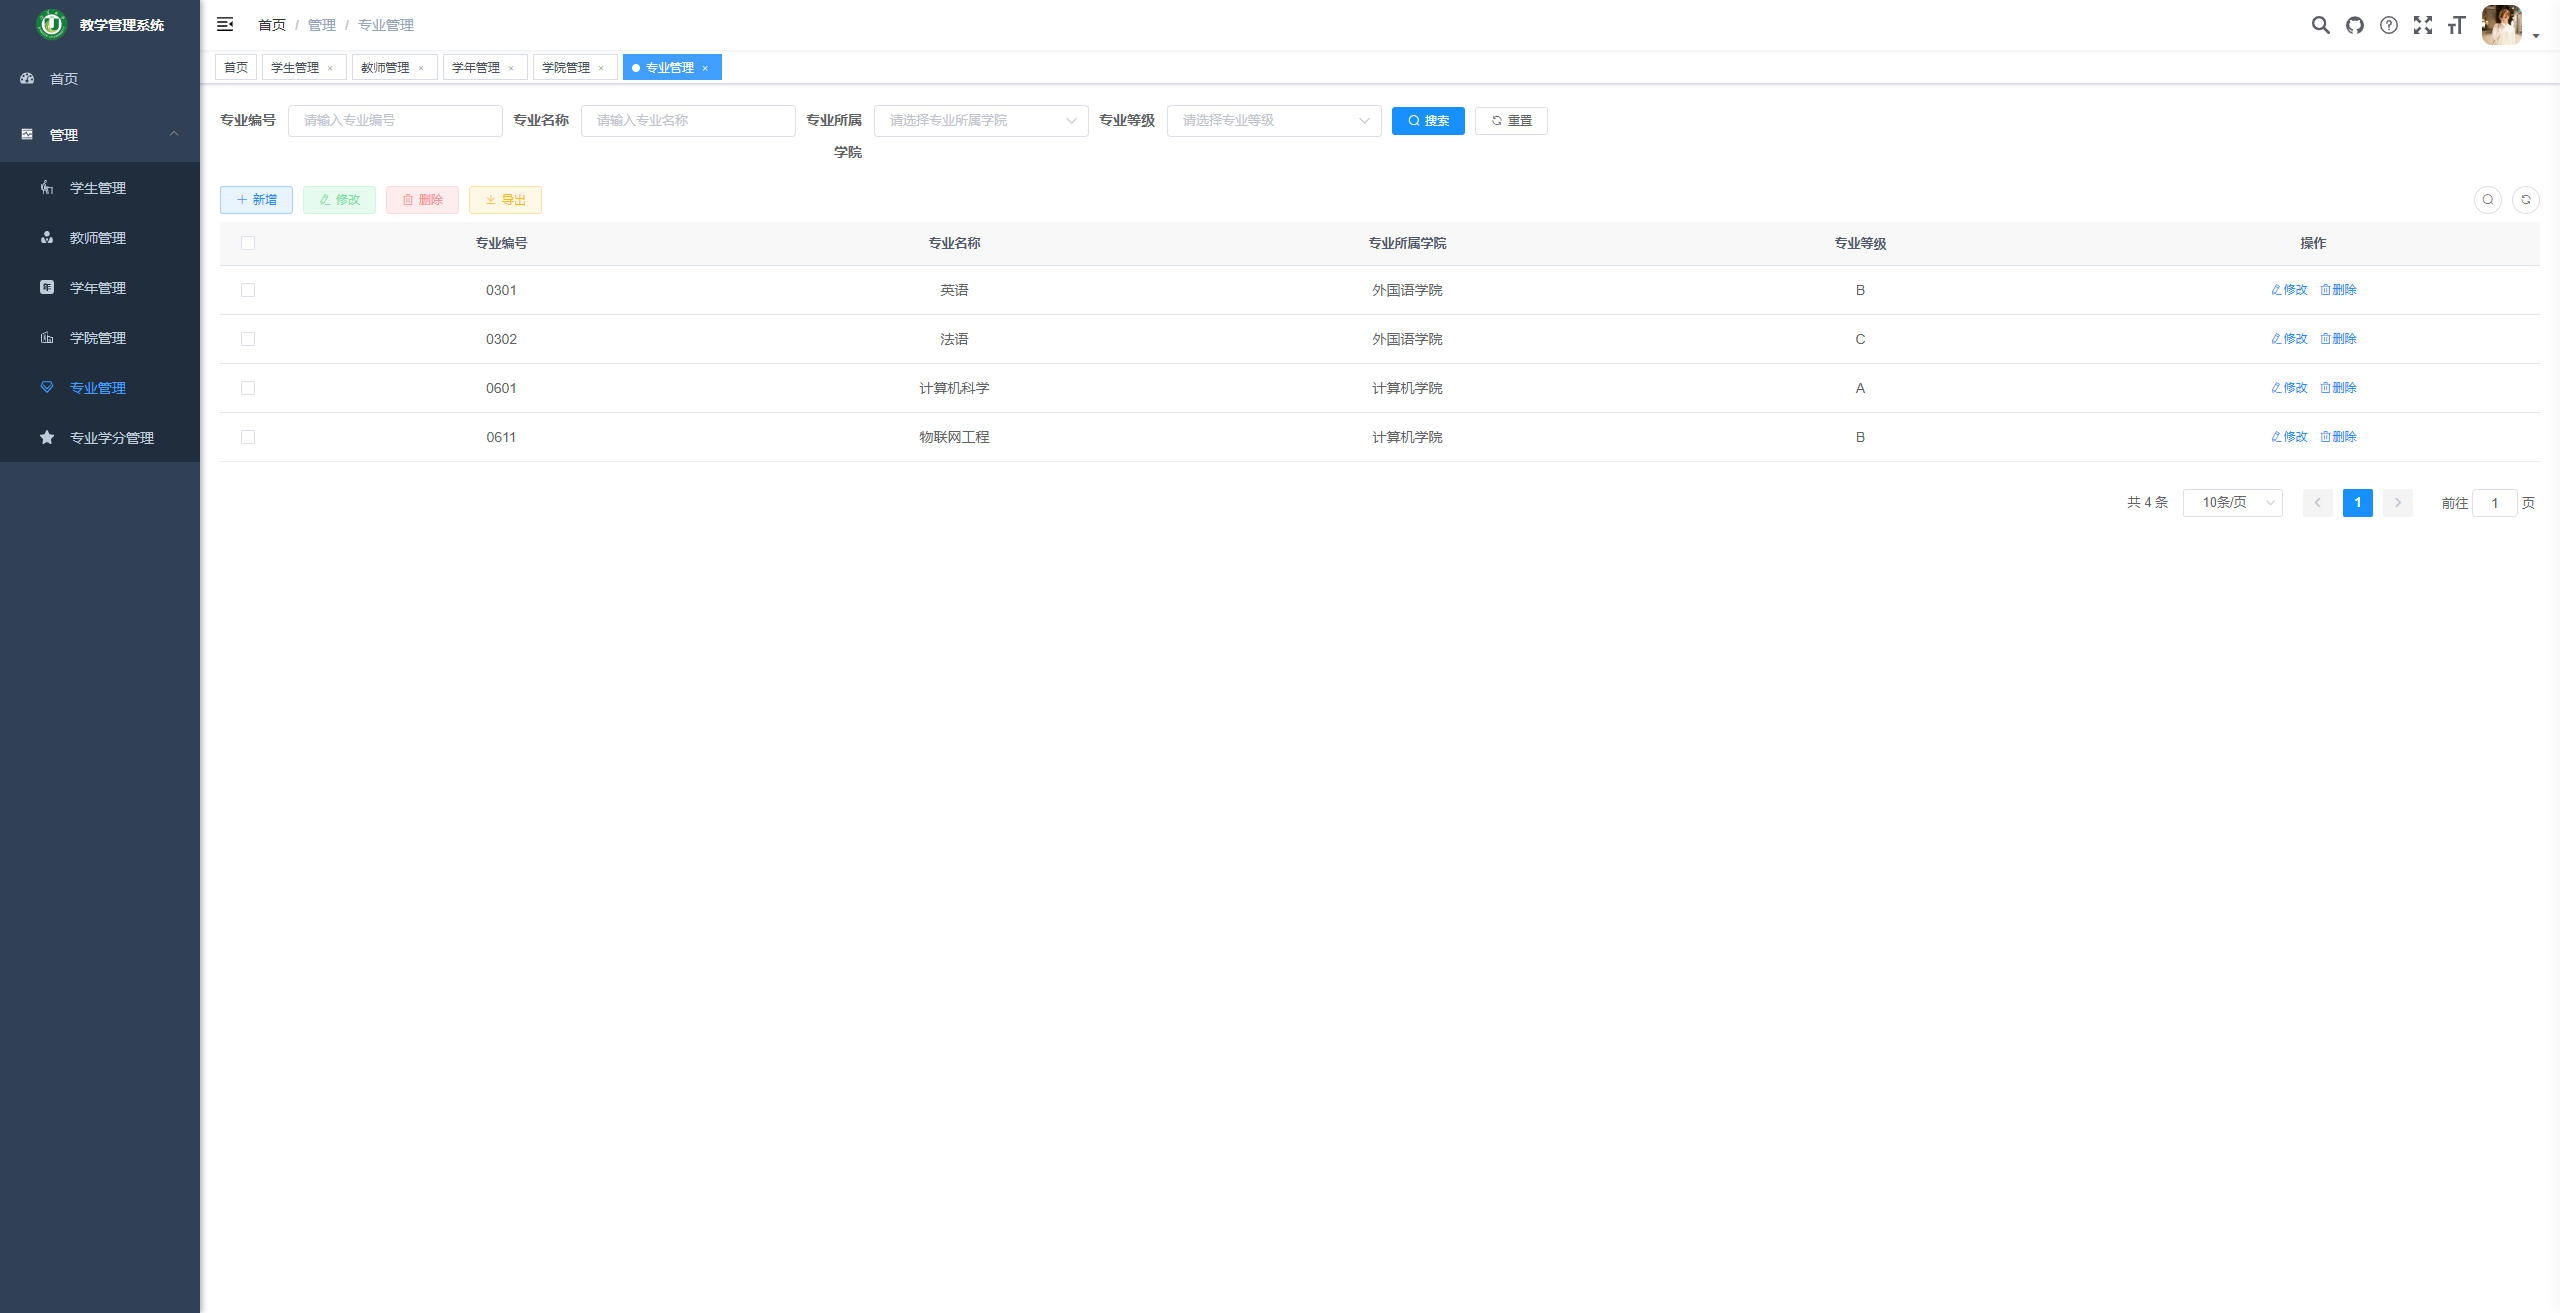 教学管理系统
首页
管理
学生管理
教师管理
学年管理
学院管理
专业管理
专业学分管理
首页 / 管理 / 专业管理
首页 学生管理 × 教师管理 × 学年管理 × 学院管理 × 专业管理 ×
专业编号 请输入专业编号 专业名称 请输入专业名称 专业所属学院 请选择专业所属学院 专业等级 请选择专业等级 搜索 重置
新增 修改 删除 导出
专业编号 专业名称 专业所属学院 专业等级 操作
0301 英语 外国语学院 B 修改 删除
0302 法语 外国语学院 C 修改 删除
0601 计算机科学 计算机学院 A 修改 删除
0611 物联网工程 计算机学院 B 修改 删除
共 4 条 10条/页 1 前往 1 页